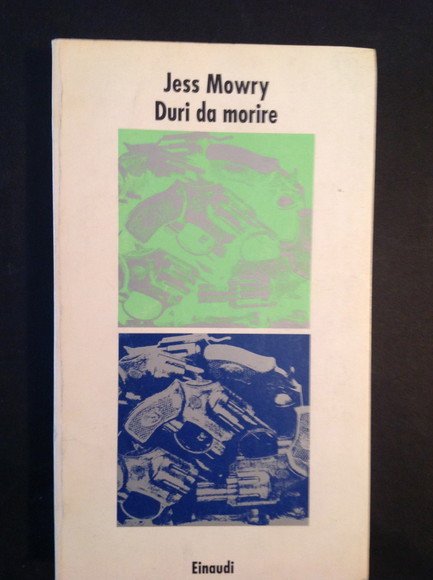 Jess Mowry
Duri da morire
Einaudi